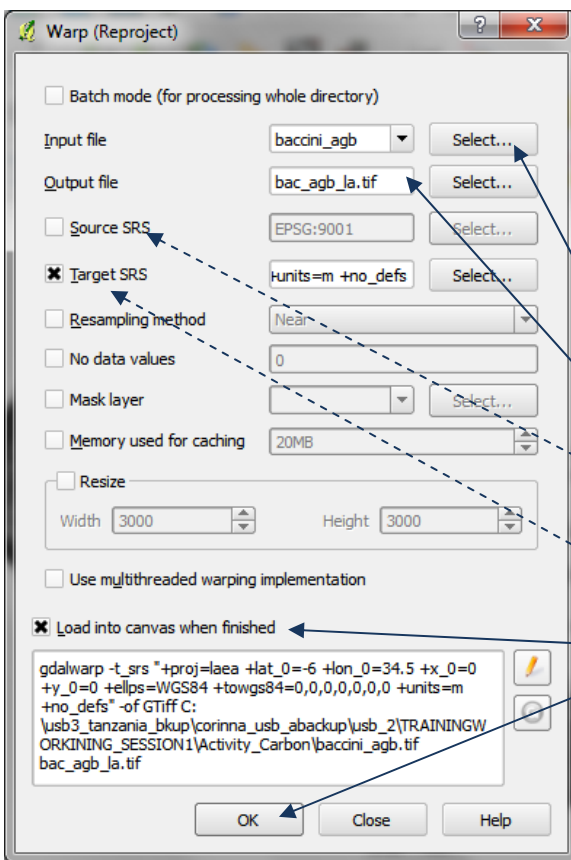 Warp (Reproject)
Batch mode (for processing whole directory)
Input file baccini_agb Select...
Output file bac_agb_la.tif Select...
Source SRS EPSG:9001 Select...
Target SRS +units=m +no_defs Select...
Resampling method Near
No data values 0
Mask layer Select...
Memory used for caching 20MB
Resize
Width 3000 Height 3000
Use multithreaded warping implementation
Load into canvas when finished
gdalwarp -t_srs "+proj=laea +lat_0=-6 +lon_0=34.5 +x_0=0
+y_0=0 +ellps=WGS84 +towgs84=0,0,0,0,0,0,0 +units=m
+no_defs" -of GTiff C:
\usb3_tanzania_bkup\corinna_usb_abackup\usb_2\TRAININGW
ORKINING_SESSION1\Activity_Carbon\baccini_agb.tif
bac_agb_la.tif
OK Close Help